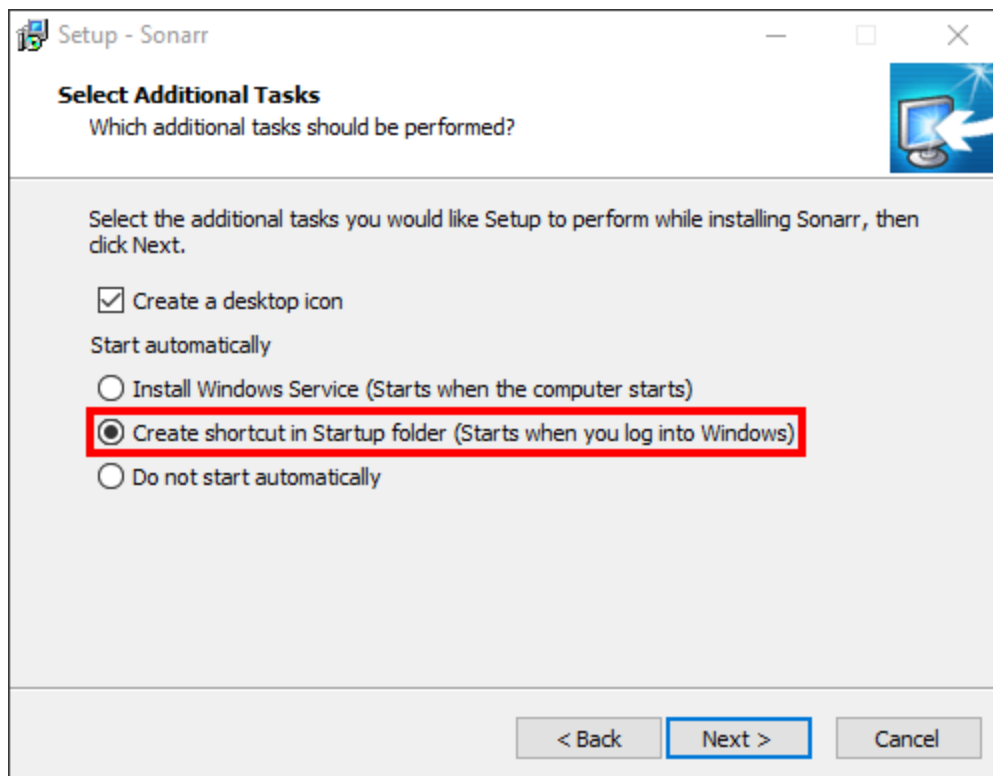 Setup - Sonarr
Select Additional Tasks
Which additional tasks should be performed?
Select the additional tasks you would like Setup to perform while installing Sonarr, then
click Next.
Create a desktop icon
Start automatically
Install Windows Service (Starts when the computer starts)
Create shortcut in Startup folder (Starts when you log into Windows)
Do not start automatically
< Back
Next >
Cancel